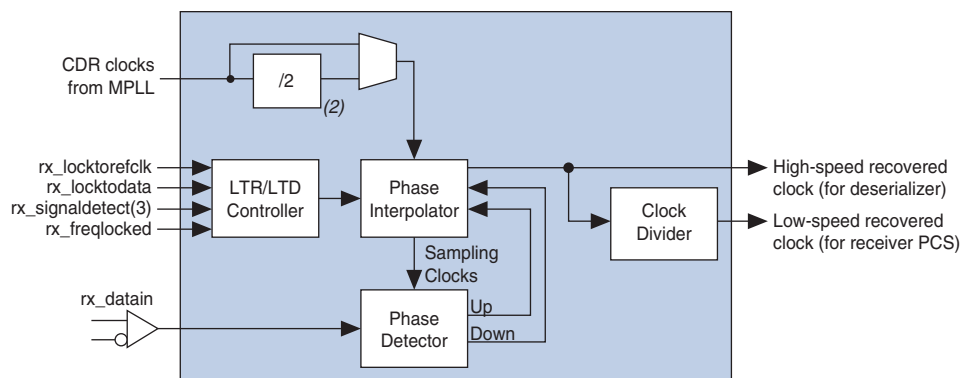 CDR clocks
from MPLL
/2
(2)
rx_locktorefclk
rx_locktodata
rx_signaldetect(3)
rx_freqlocked
LTR/LTD
Controller
Phase
Interpolator
High-speed recovered
clock (for deserializer)
Clock
Divider
Low-speed recovered
clock (for receiver PCS)
Sampling
Clocks
rx_datain
Phase
Detector
Up
Down